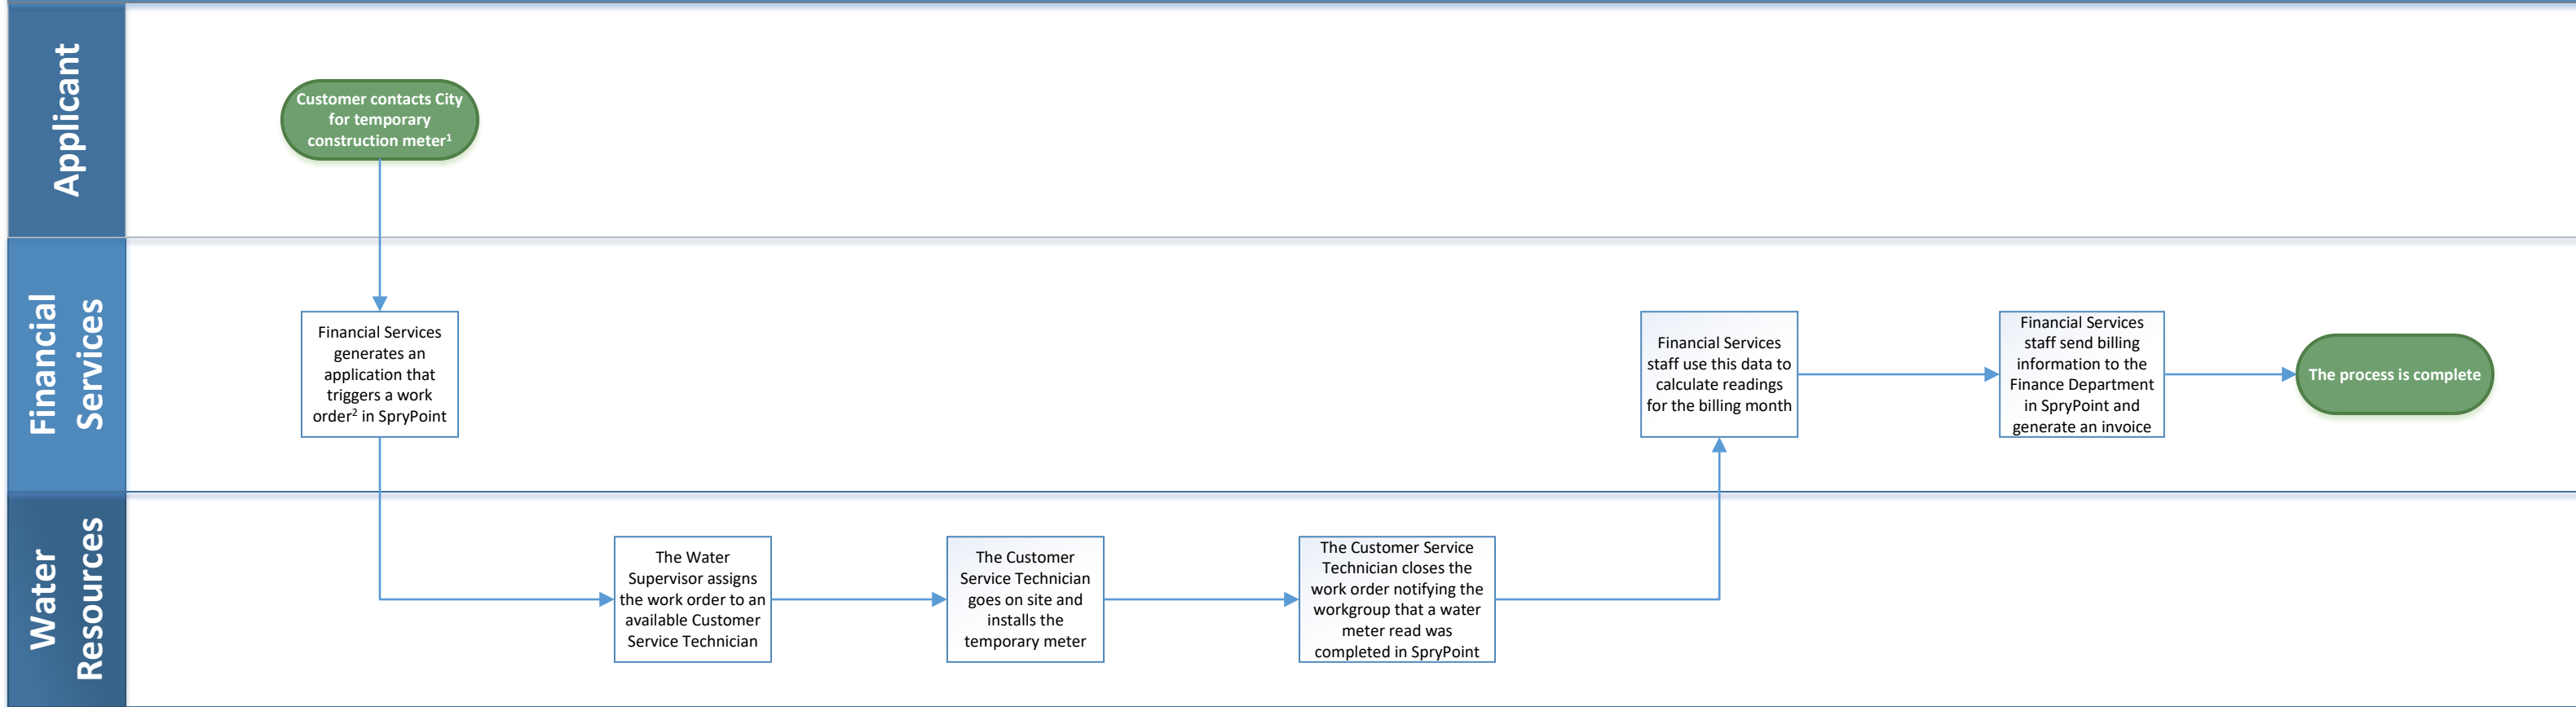 Applicant
Customer contacts City
for temporary
construction meter¹
Financial
Services
Financial Services
generates an
application that
triggers a work
order² in SpryPoint
Financial Services
staff use this data to
calculate readings
for the billing month
Financial Services
staff send billing
information to the
Finance Department
in SpryPoint and
generate an invoice
The process is complete
Water
Resources
The Water
Supervisor assigns
the work order to an
available Customer
Service Technician
The Customer
Service Technician
goes on site and
installs the
temporary meter
The Customer Service
Technician closes the
work order notifying the
workgroup that a water
meter read was
completed in SpryPoint